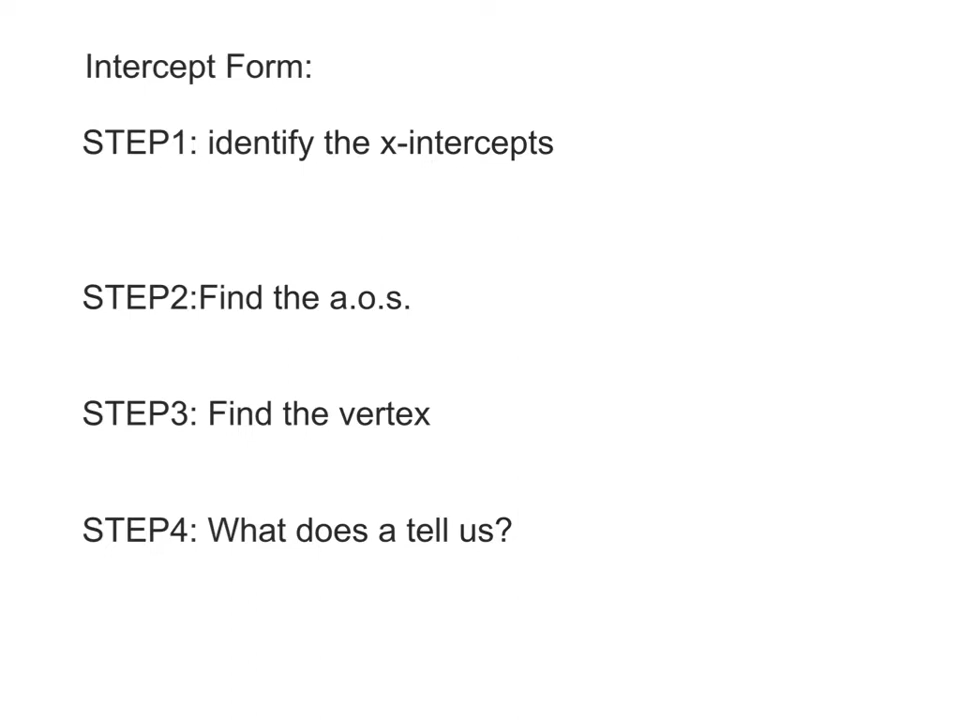 Intercept Form:
STEP1: identify the x-intercepts
STEP2:Find the a.o.s.
STEP3: Find the vertex
STEP4: What does a tell us?